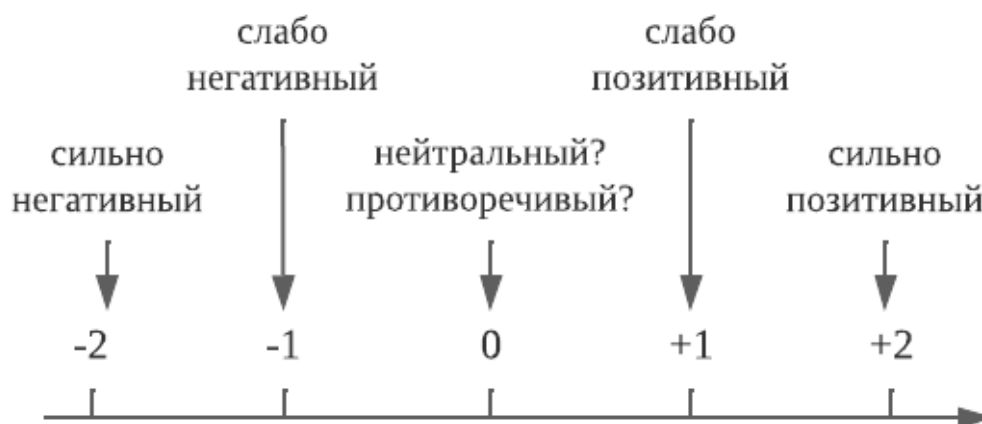 слабо
негативный
слабо
позитивный
сильно
негативный
нейтральный?
противоречивый?
сильно
позитивный
-2
-1
0
+1
+2